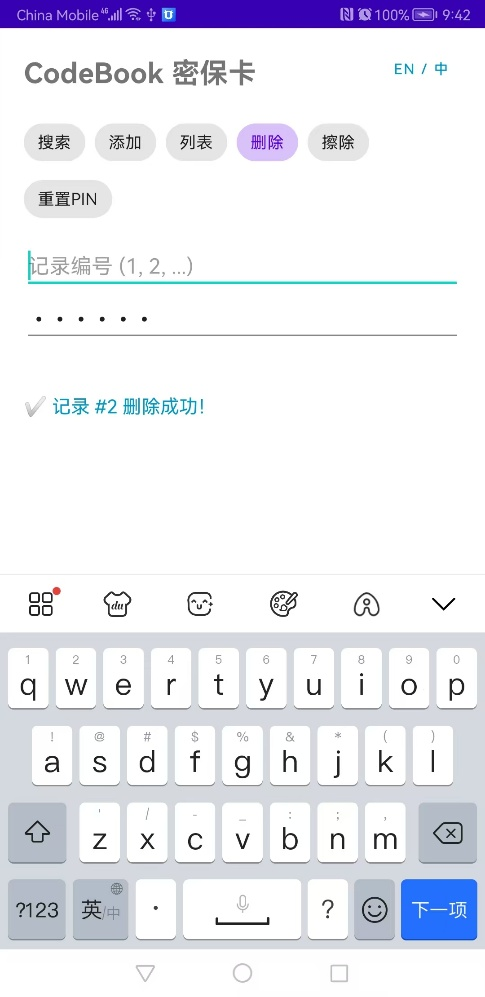 China Mobile 4G 100% 9:42
CodeBook 密保卡
EN / 中
搜索 添加 列表 删除 擦除
重置PIN
记录编号 (1, 2, ...)
••••••
✔ 记录 #2 删除成功!
du
1 2 3 4 5 6 7 8 9 0
q w e r t y u i o p
! @ # $ % & * ( )
a s d f g h j k l
' / - _ : ; ,
z x c v b n m
?123 英/中 · ? 下一项